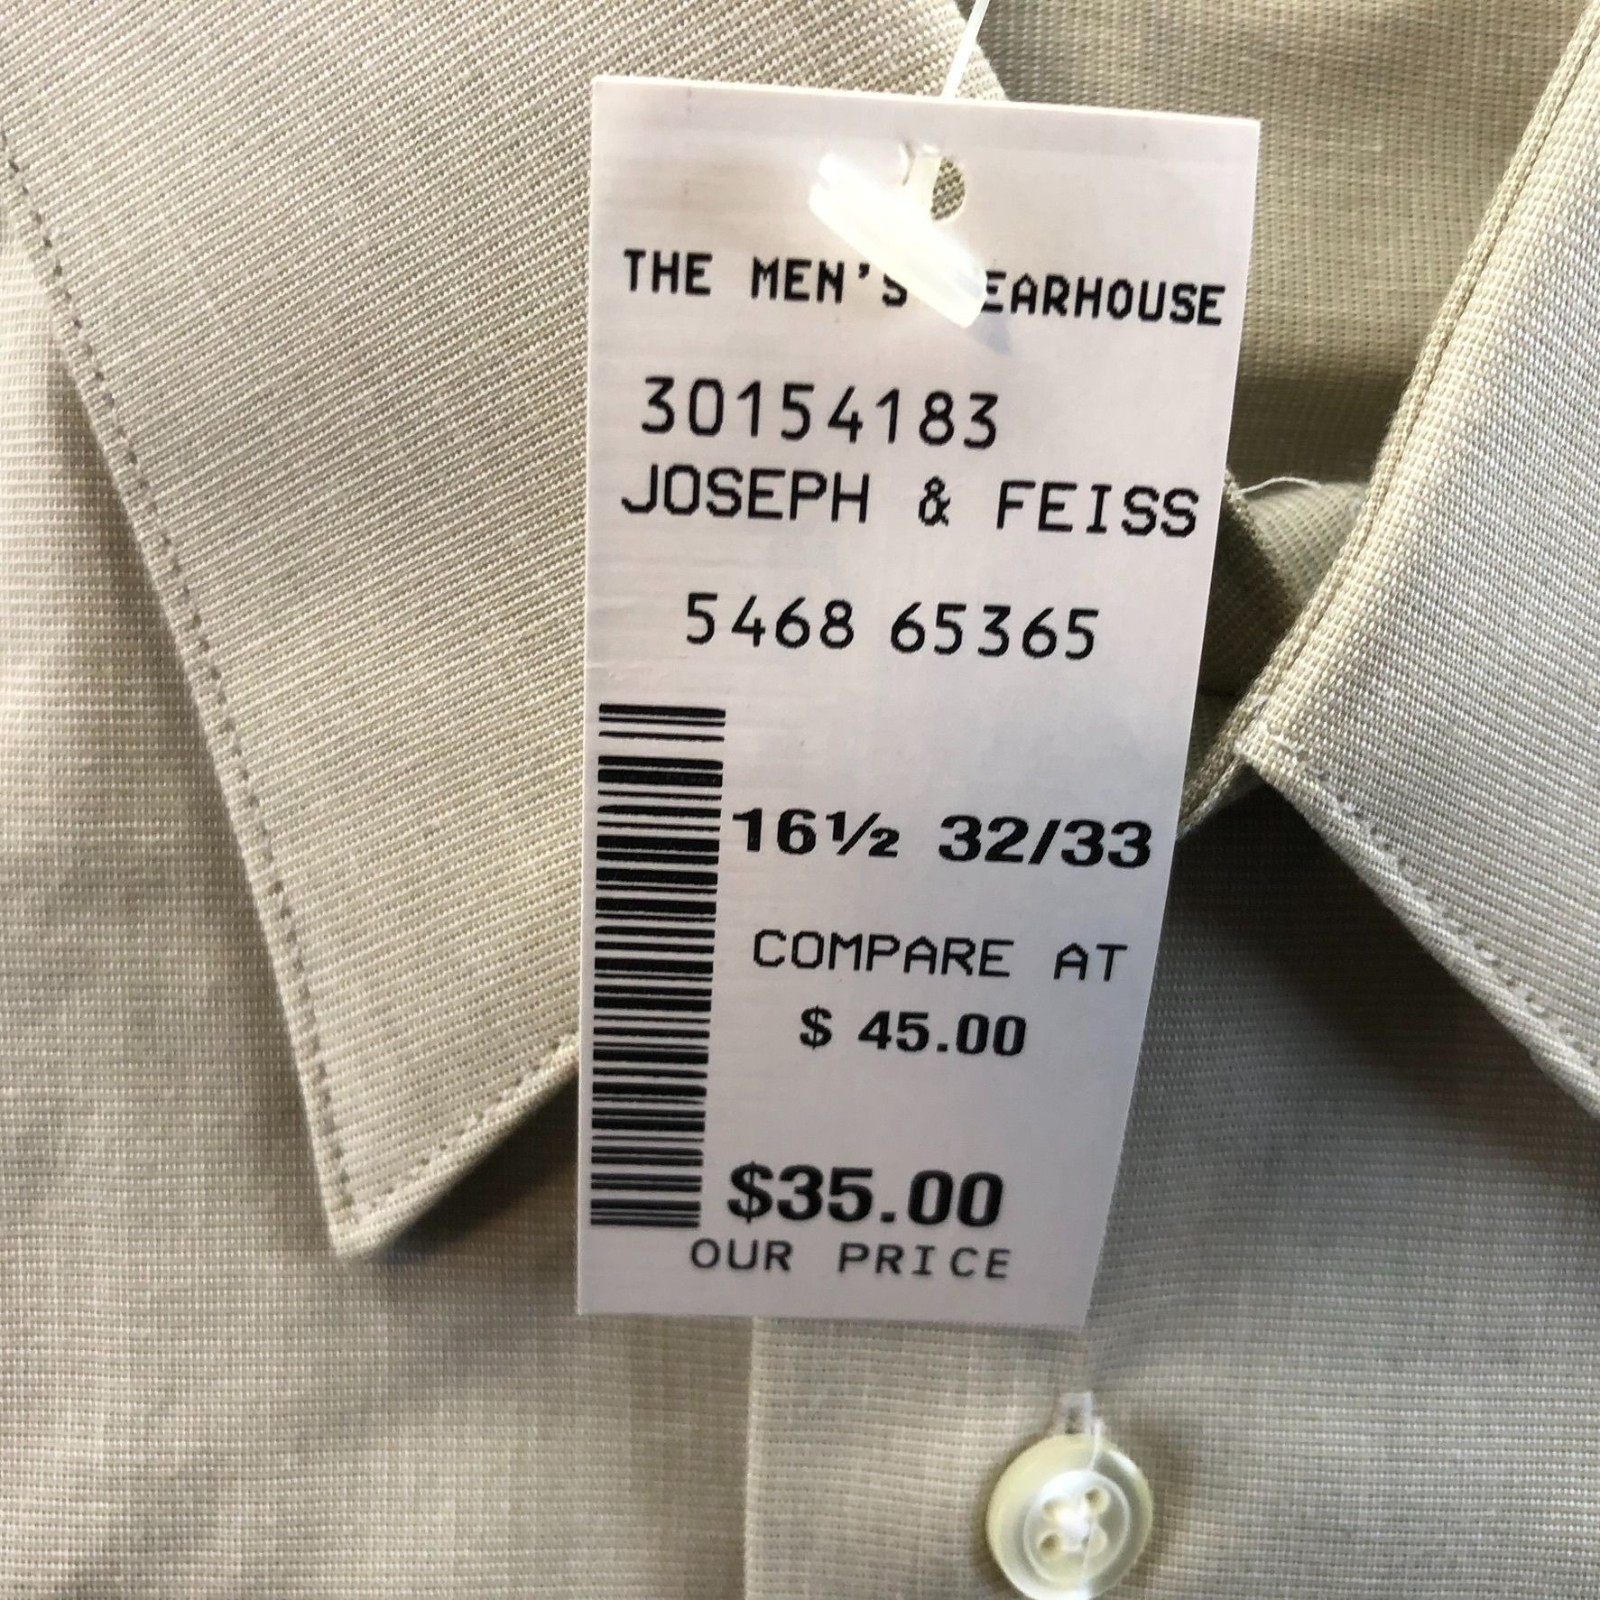 THE MEN'S WEARHOUSE
30154183
JOSEPH & FEISS
5468 65365
16½ 32/33
COMPARE AT
$ 45.00
$35.00
OUR PRICE